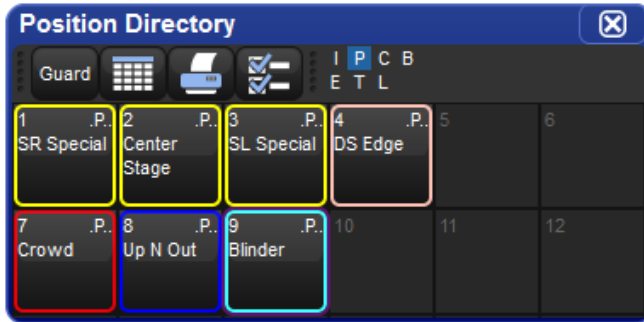 Position Directory
Guard
I P C B
E T L
1 .P.. 2 .P.. 3 .P.. 4 .P.. 5 6
SR Special Center SL Special DS Edge
Stage
7 .P.. 8 .P.. 9 .P.. 10 11 12
Crowd Up N Out Blinder